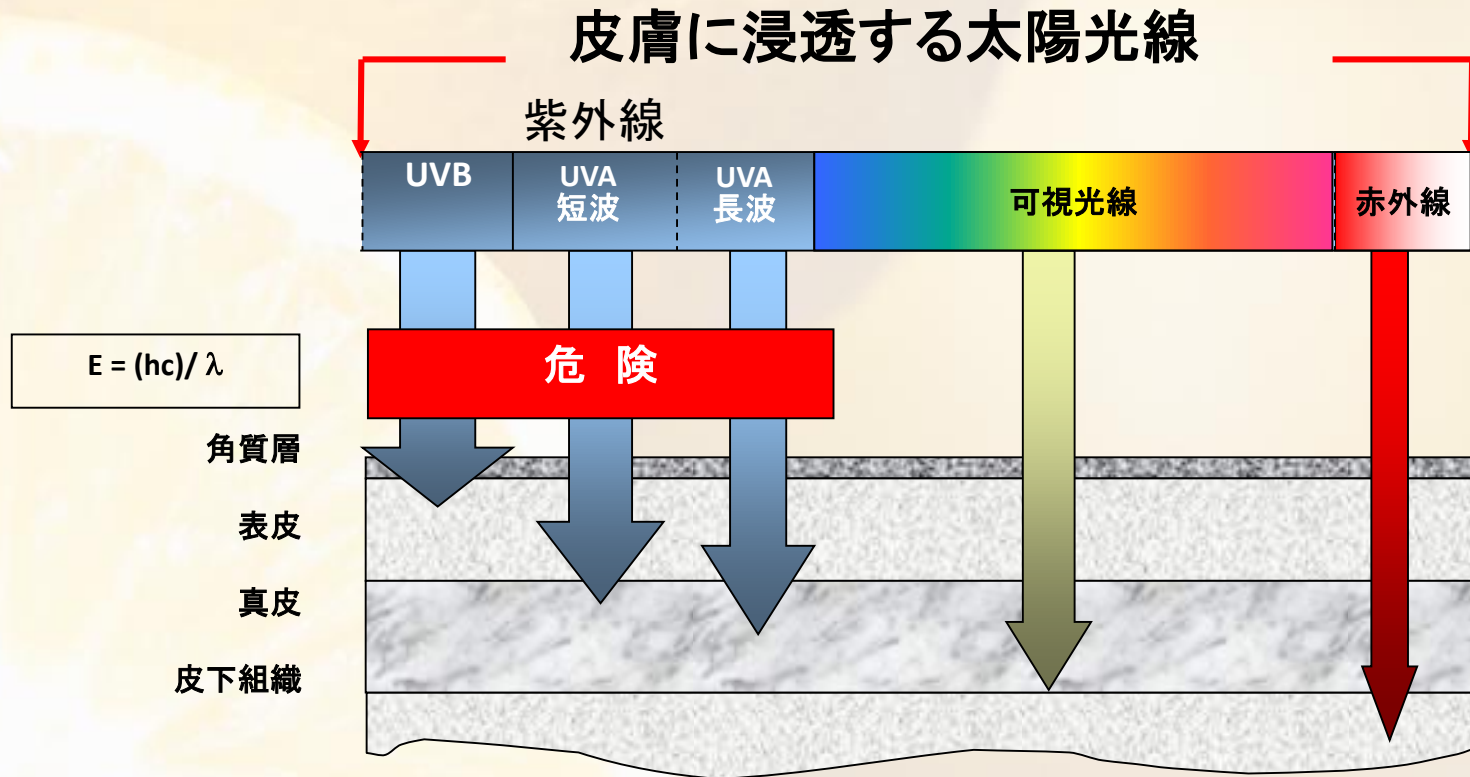 皮膚に浸透する太陽光線
紫外線
UVB
UVA
短波
UVA
長波
可視光線
赤外線
危 険
E = (hc)/ λ
角質層
表皮
真皮
皮下組織